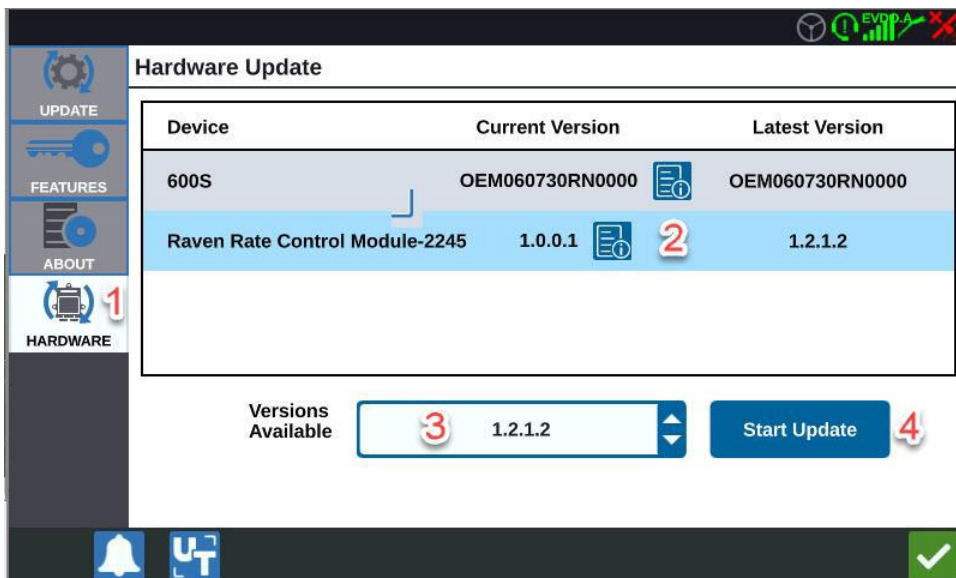 EVDO-A
Hardware Update
UPDATE
FEATURES
ABOUT
HARDWARE
1
Device Current Version Latest Version
600S OEM060730RN0000 OEM060730RN0000
Raven Rate Control Module-2245 1.0.0.1 2 1.2.1.2
Versions
Available
3 1.2.1.2
Start Update 4
UT